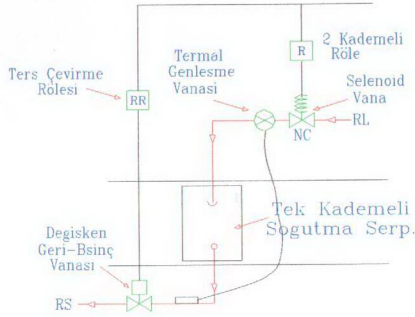 2 Kademeli
Röle
R
Termal
Genlesme
Vanasi
Selenoid
Vana
Ters Çevirme
Rölesi
RR
NC
RL
Tek Kademeli
Sogutma Serp.
Degisken
Geri-Bsinç
Vanası
RS